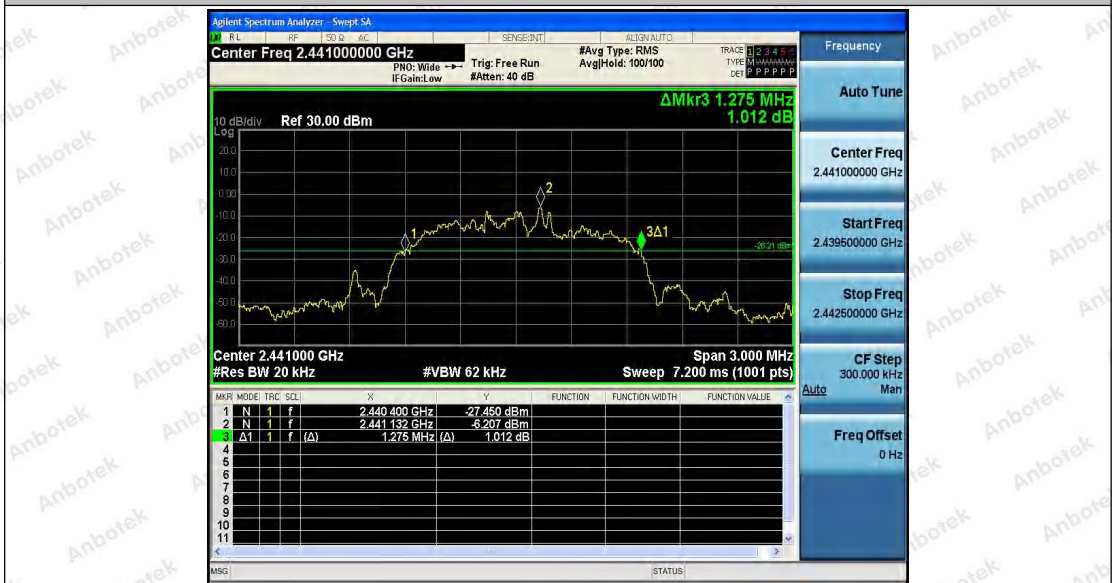 Agilent Spectrum Analyzer - Swept SA
RL RF 50 Ω AC SENSE:INT ALIGN AUTO
Center Freq 2.441000000 GHz
PNO: Wide
IFGain:Low
Trig: Free Run
#Atten: 40 dB
#Avg Type: RMS
Avg|Hold: 100/100
TRACE 1 2 3 4 5 6
TYPE M
DET P P P P P P
ΔMkr3 1.275 MHz
1.012 dB
10 dB/div Ref 30.00 dBm
Log
20.0
10.0
0.00
-10.0
-20.0
-30.0
-40.0
-50.0
-60.0
1
2
3Δ1
-26.21 dBm
Center 2.441000 GHz Span 3.000 MHz
#Res BW 20 kHz #VBW 62 kHz Sweep 7.200 ms (1001 pts)
MKR MODE TRC SCL X Y FUNCTION FUNCTION WIDTH FUNCTION VALUE
1 N 1 f 2.440 400 GHz -27.450 dBm
2 N 1 f 2.441 132 GHz -6.207 dBm
3 Δ1 1 f (Δ) 1.275 MHz (Δ) 1.012 dB
4
5
6
7
8
9
10
11
MSG STATUS
Frequency
Auto Tune
Center Freq
2.441000000 GHz
Start Freq
2.439500000 GHz
Stop Freq
2.442500000 GHz
CF Step
300.000 kHz
Auto Man
Freq Offset
0 Hz
Anbotek